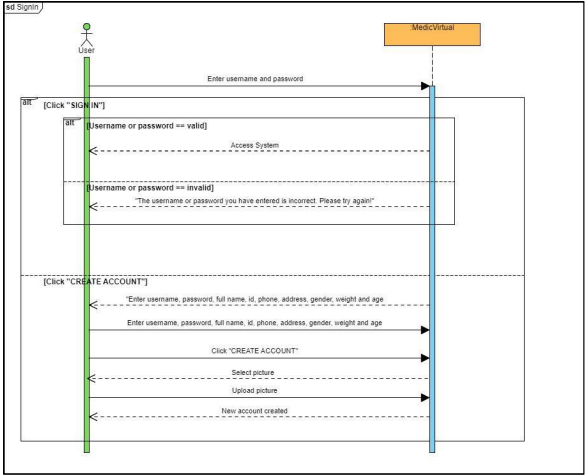 sd SignIn
:MedicVirtual
User
Enter username and password
alt
[Click "SIGN IN"]
alt
[Username or password == valid]
Access System
[Username or password == invalid]
"The username or password you have entered is incorrect. Please try again!"
[Click "CREATE ACCOUNT"]
"Enter username, password, full name, id, phone, address, gender, weight and age
Enter username, password, full name, id, phone, address, gender, weight and age
Click "CREATE ACCOUNT"
Select picture
Upload picture
New account created